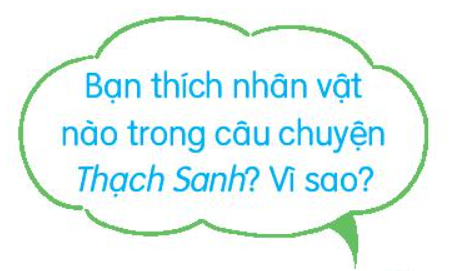 Bạn thích nhân vật
nào trong câu chuyện
Thạch Sanh? Vì sao?